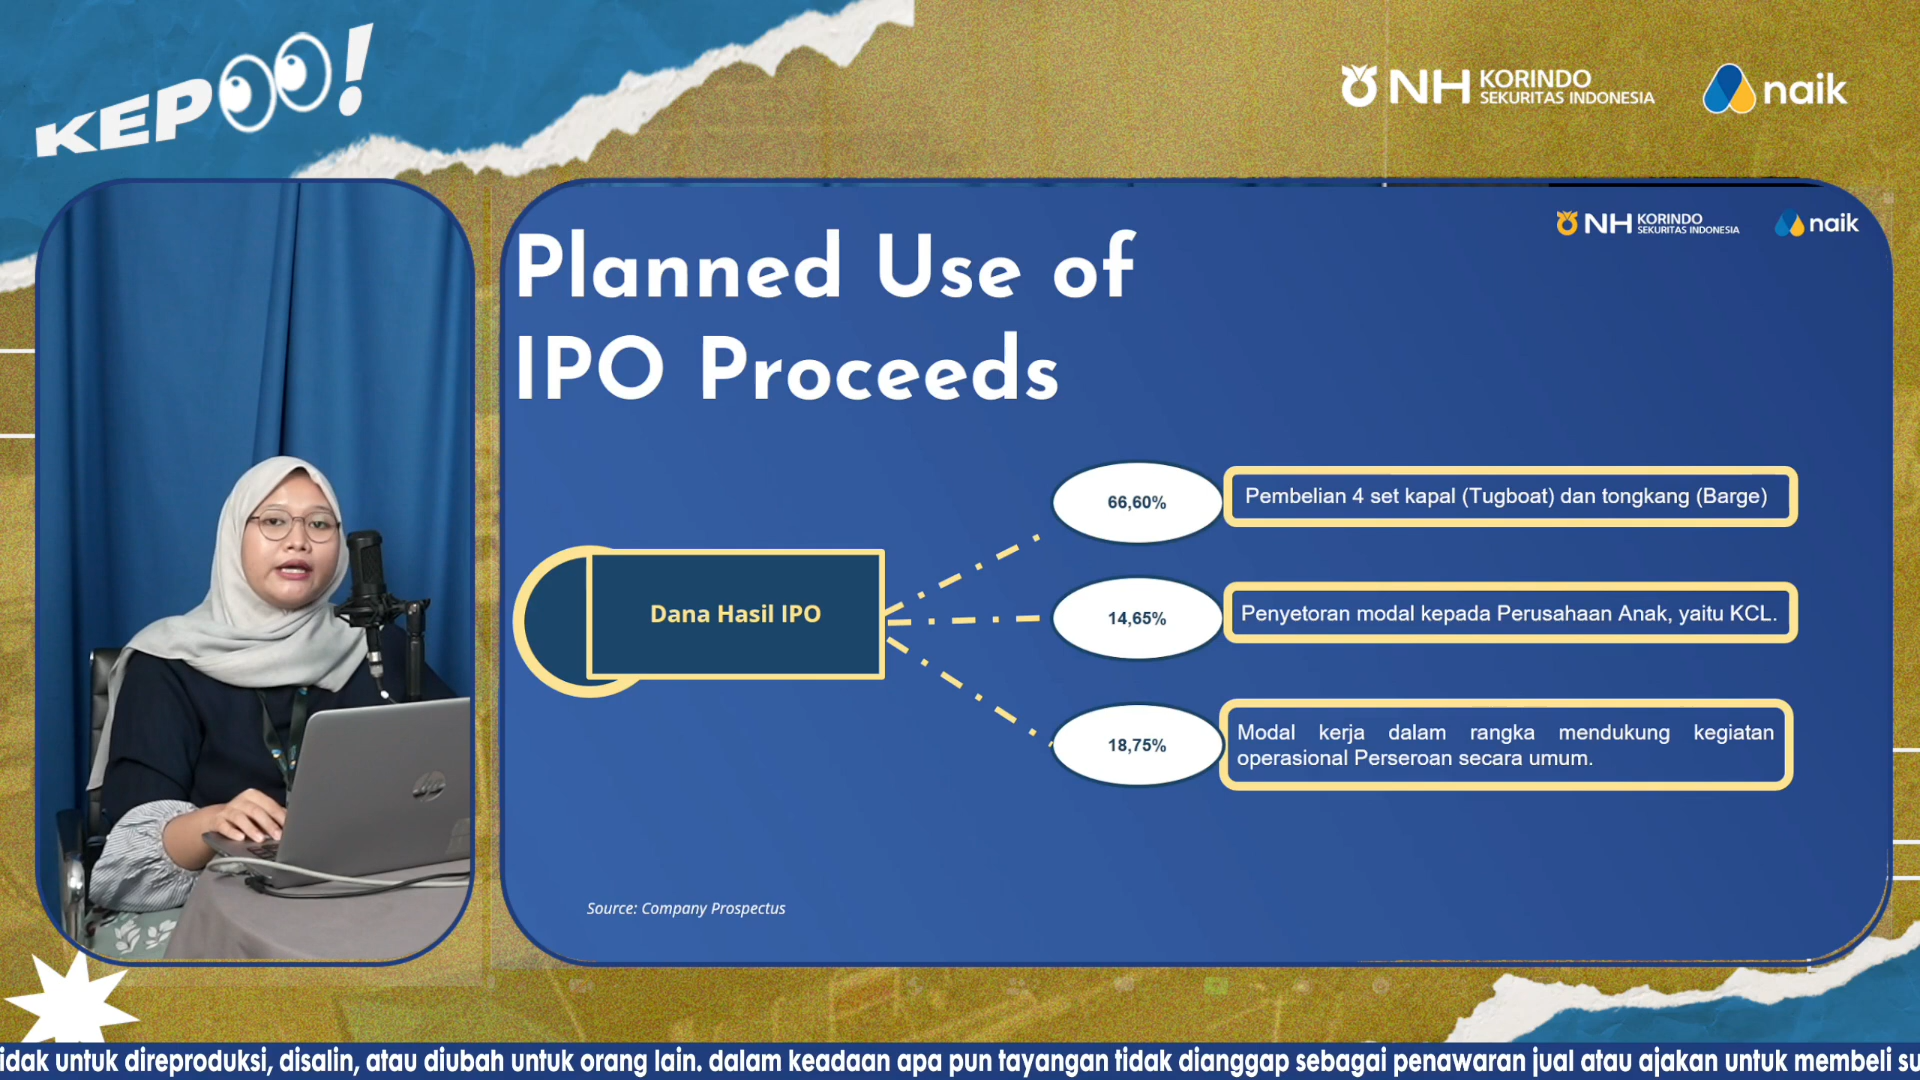 KEPOO!
NH KORINDO
SEKURITAS INDONESIA
naik
NH KORINDO
SEKURITAS INDONESIA
naik
Planned Use of
IPO Proceeds
66,60%
Pembelian 4 set kapal (Tugboat) dan tongkang (Barge)
Dana Hasil IPO
14,65%
Penyetoran modal kepada Perusahaan Anak, yaitu KCL.
18,75%
Modal kerja dalam rangka mendukung kegiatan
operasional Perseroan secara umum.
hp
Source: Company Prospectus
untuk direproduksi, disalin, atau diubah untuk orang lain. dalam keadaan apa pun tayangan tidak dianggap sebagai penawaran jual atau ajakan untuk membeli